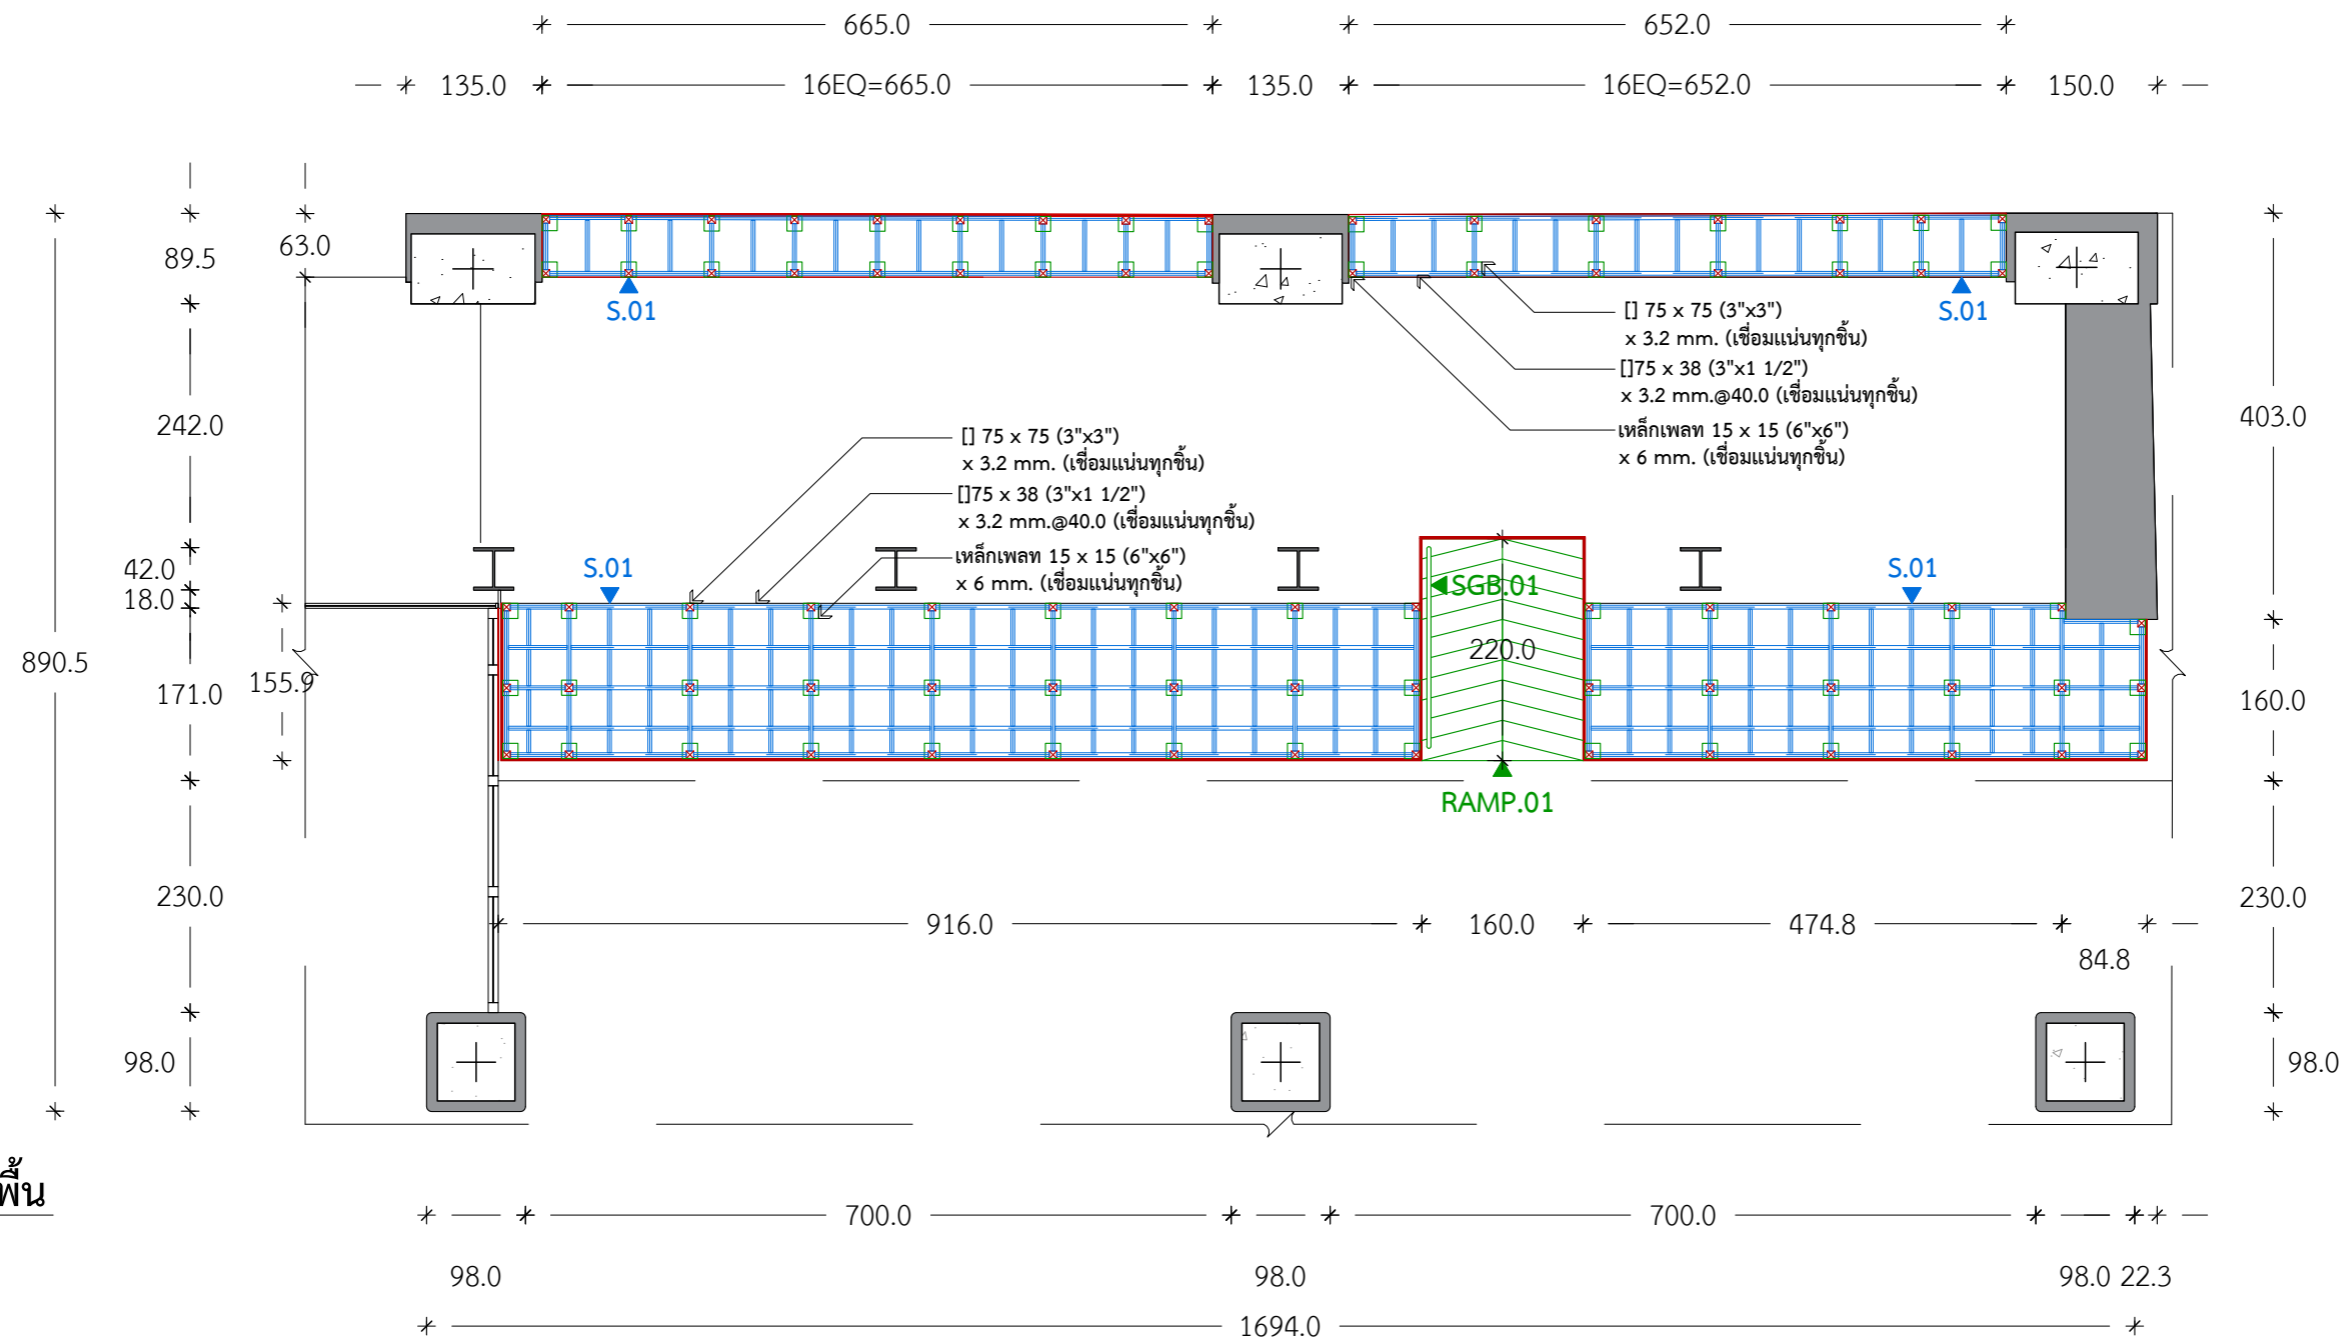 665.0
652.0
135.0
16EQ=665.0
135.0
16EQ=652.0
150.0
89.5
63.0
S.01
S.01
[] 75 x 75 (3"x3")
x 3.2 mm. (เชื่อมแน่นทุกชิ้น)
[]75 x 38 (3"x1 1/2")
x 3.2 mm.@40.0 (เชื่อมแน่นทุกชิ้น)
เหล็กเพลท 15 x 15 (6"x6")
x 6 mm. (เชื่อมแน่นทุกชิ้น)
242.0
403.0
[] 75 x 75 (3"x3")
x 3.2 mm. (เชื่อมแน่นทุกชิ้น)
[]75 x 38 (3"x1 1/2")
x 3.2 mm.@40.0 (เชื่อมแน่นทุกชิ้น)
เหล็กเพลท 15 x 15 (6"x6")
x 6 mm. (เชื่อมแน่นทุกชิ้น)
42.0
18.0
S.01
SGB.01
S.01
890.5
171.0
155.9
220.0
160.0
RAMP.01
230.0
230.0
916.0
160.0
474.8
84.8
98.0
98.0
พื้น
700.0
700.0
98.0
98.0
98.0
22.3
1694.0